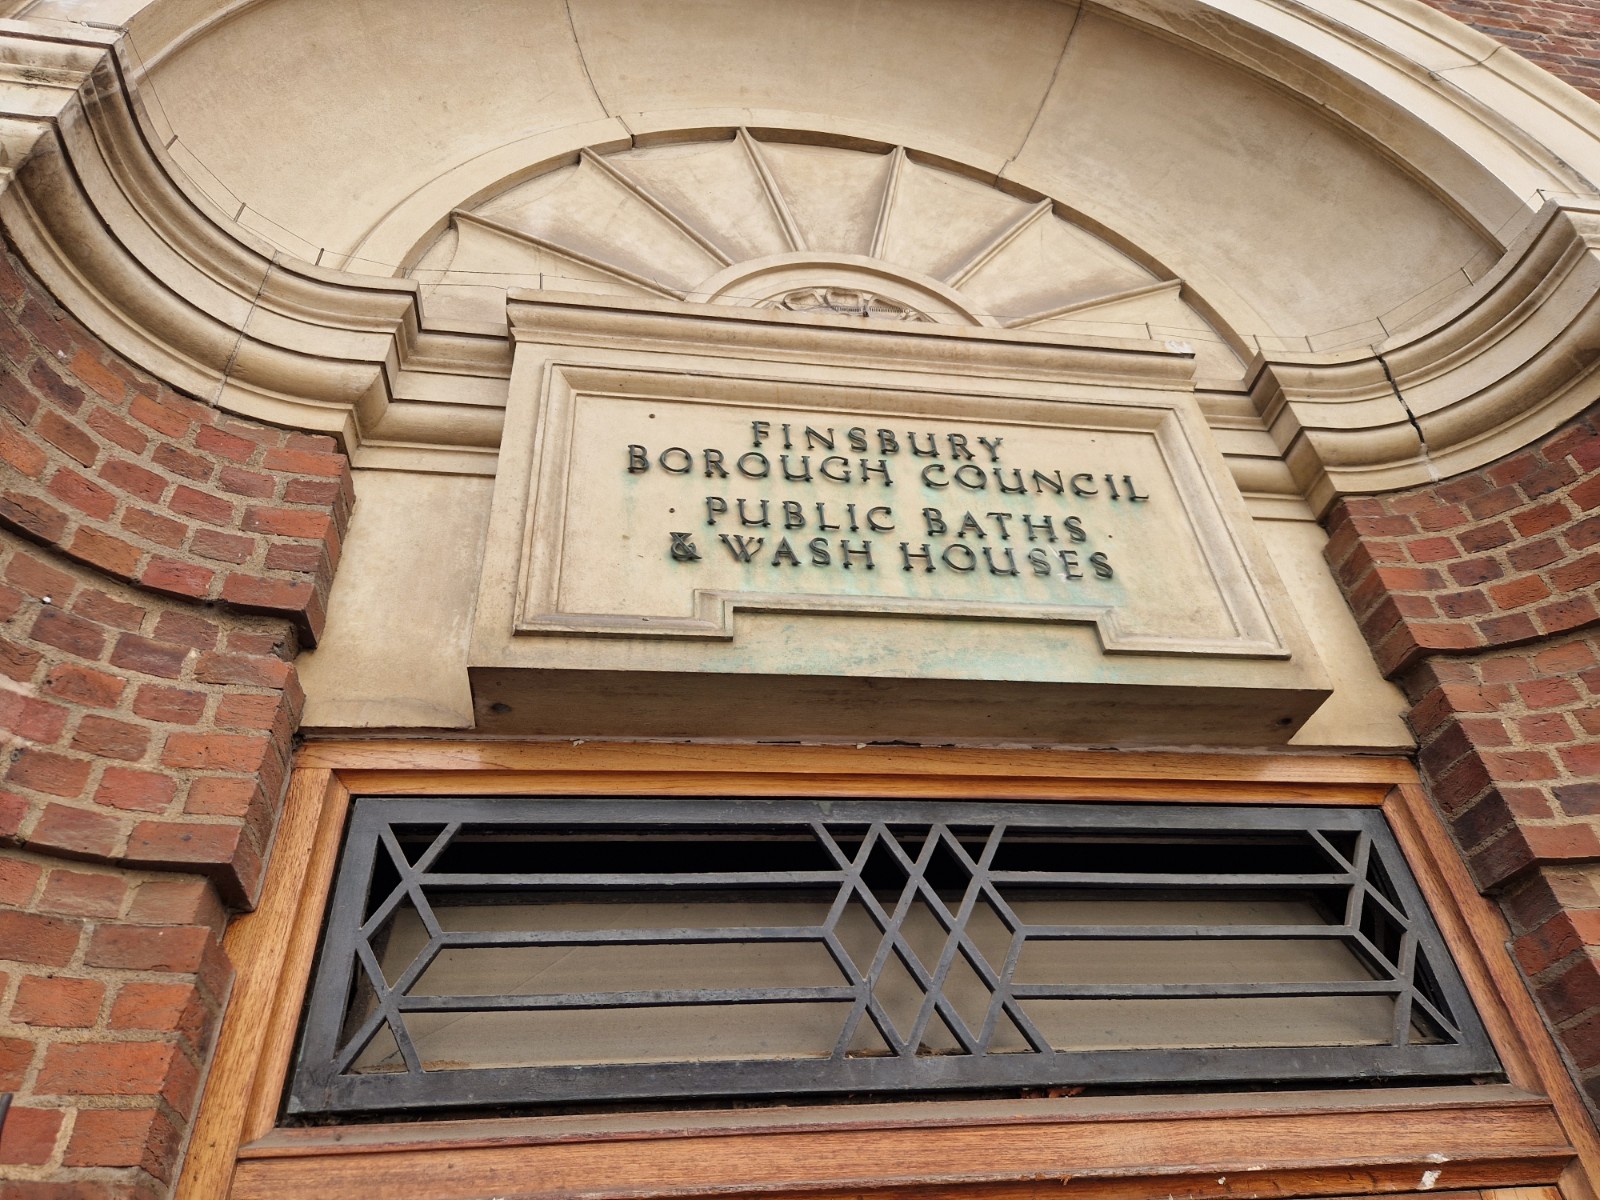 FINSBURY
BOROUGH COUNCIL
PUBLIC BATHS
& WASH HOUSES